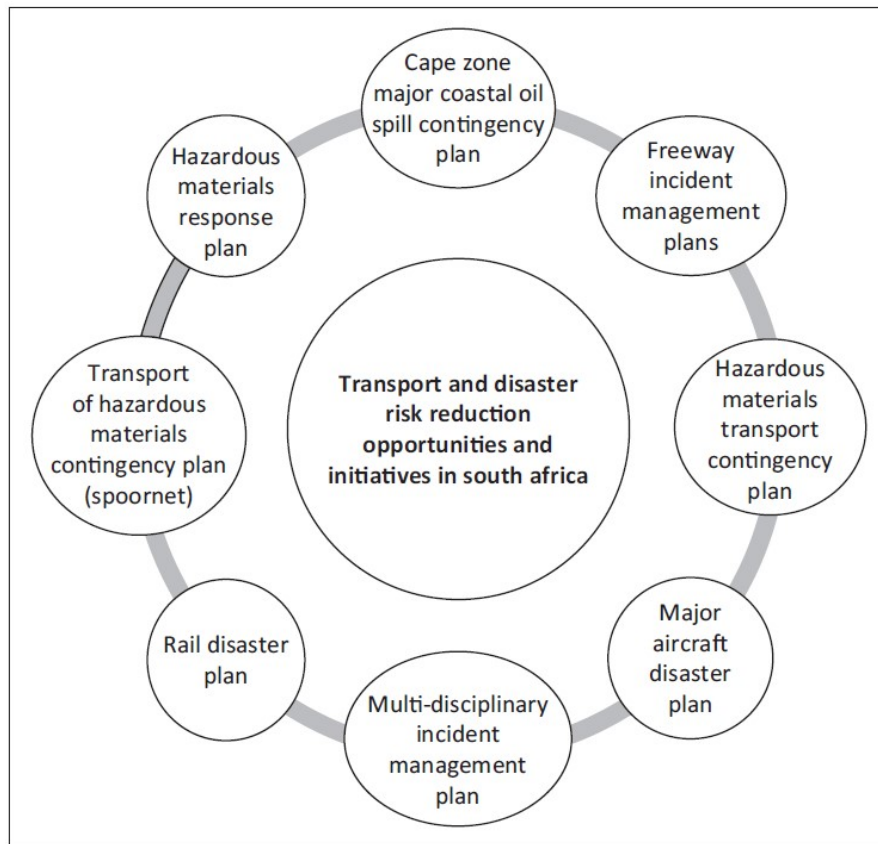 Cape zone
major coastal oil
spill contingency
plan
Freeway
incident
management
plans
Hazardous
materials
transport
contingency
plan
Major
aircraft
disaster
plan
Multi-disciplinary
incident
management
plan
Rail disaster
plan
Transport
of hazardous
materials
contingency plan
(spoornet)
Hazardous
materials
response
plan
Transport and disaster
risk reduction
opportunities and
initiatives in south africa